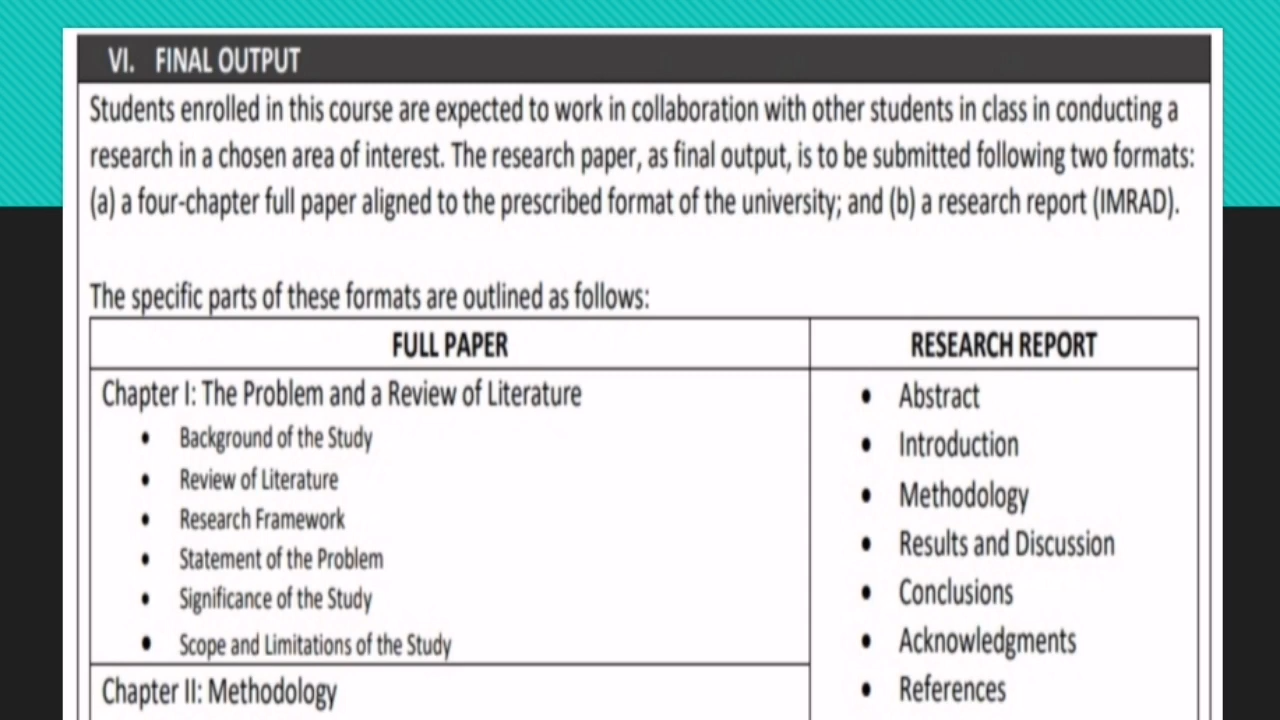 VI. FINAL OUTPUT
Students enrolled in this course are expected to work in collaboration with other students in class in conducting a
research in a chosen area of interest. The research paper, as final output, is to be submitted following two formats:
(a) a four-chapter full paper aligned to the prescribed format of the university; and (b) a research report (IMRAD).
The specific parts of these formats are outlined as follows:
FULL PAPER
Chapter I: The Problem and a Review of Literature
• Background of the Study
• Review of Literature
• Research Framework
• Statement of the Problem
• Significance of the Study
• Scope and Limitations of the Study
Chapter II: Methodology
RESEARCH REPORT
• Abstract
• Introduction
• Methodology
• Results and Discussion
• Conclusions
• Acknowledgments
• References